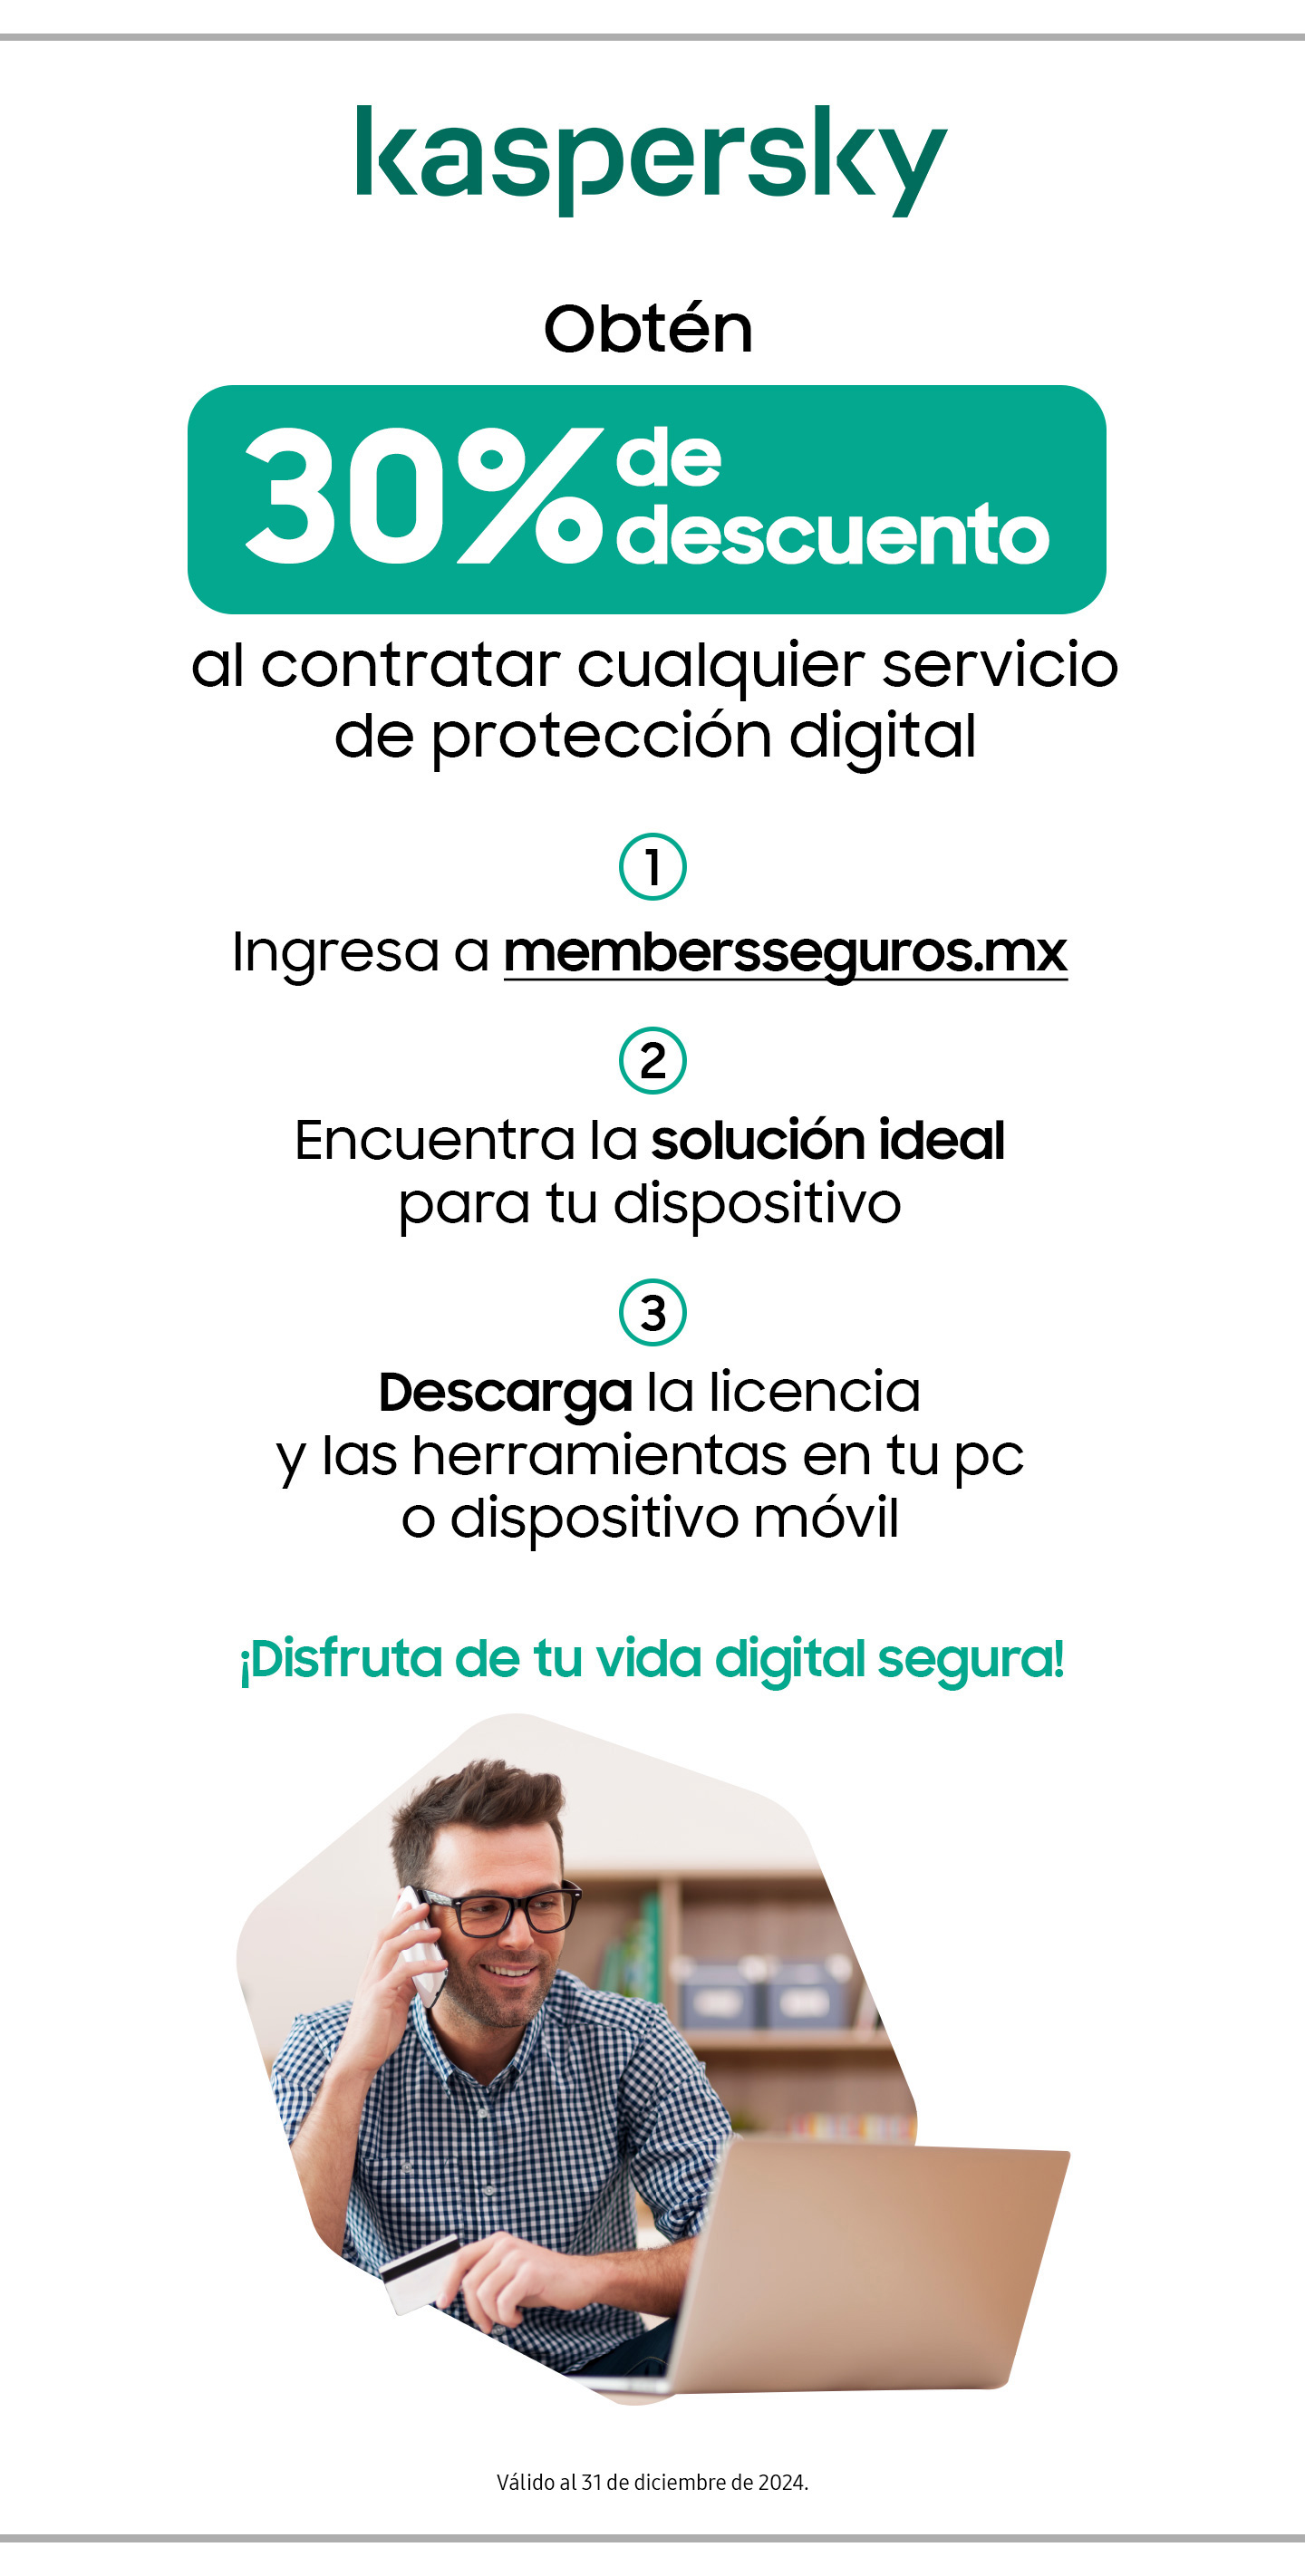 kaspersky
Obtén
30% de
descuento
al contratar cualquier servicio
de protección digital
1
Ingresa a membersseguros.mx
2
Encuentra la solución ideal
para tu dispositivo
3
Descarga la licencia
y las herramientas en tu pc
o dispositivo móvil
¡Disfruta de tu vida digital segura!
Válido al 31 de diciembre de 2024.